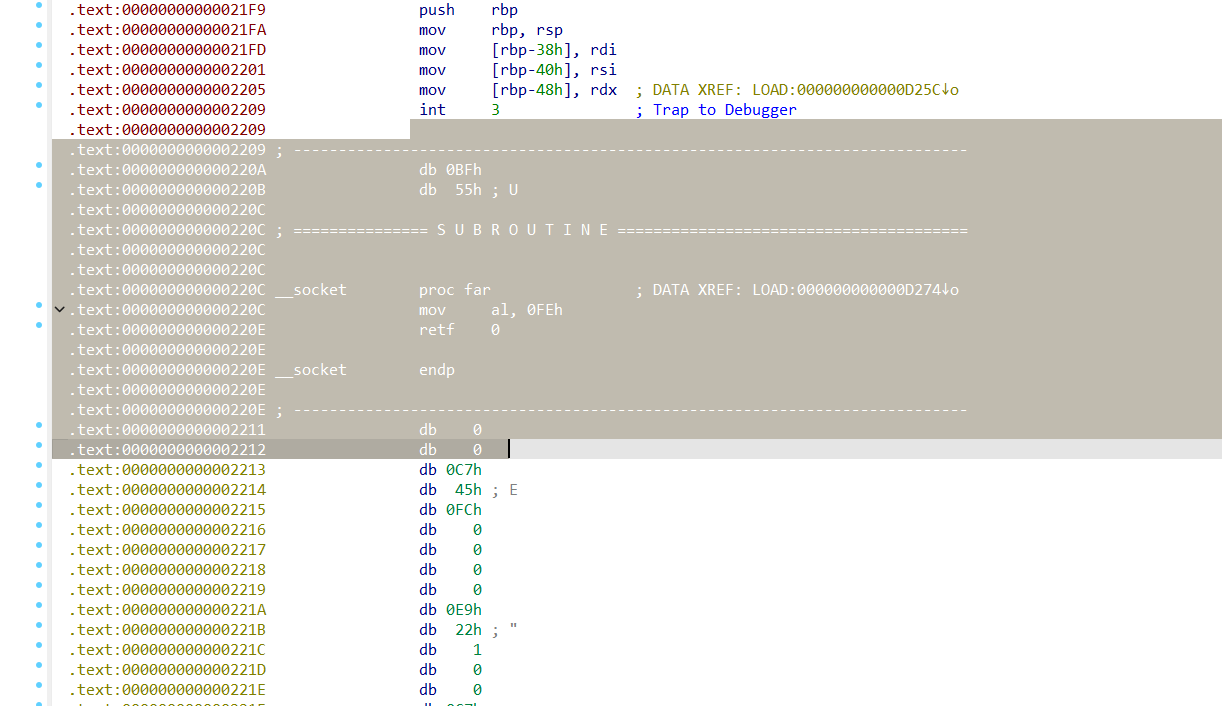 .text:00000000000021F9 push rbp
.text:00000000000021FA mov rbp, rsp
.text:00000000000021FD mov [rbp-38h], rdi
.text:0000000000002201 mov [rbp-40h], rsi
.text:0000000000002205 mov [rbp-48h], rdx ; DATA XREF: LOAD:000000000000D25C↓o
.text:0000000000002209 int 3 ; Trap to Debugger
.text:0000000000002209
.text:0000000000002209 ; ---------------------------------------------------------------------------
.text:000000000000220A db 0BFh
.text:000000000000220B db 55h ; U
.text:000000000000220C
.text:000000000000220C ; =============== S U B R O U T I N E =======================================
.text:000000000000220C
.text:000000000000220C
.text:000000000000220C __socket proc far ; DATA XREF: LOAD:000000000000D274↓o
.text:000000000000220C mov al, 0FEh
.text:000000000000220E retf 0
.text:000000000000220E
.text:000000000000220E __socket endp
.text:000000000000220E
.text:000000000000220E ; ---------------------------------------------------------------------------
.text:0000000000002211 db 0
.text:0000000000002212 db 0
.text:0000000000002213 db 0C7h
.text:0000000000002214 db 45h ; E
.text:0000000000002215 db 0FCh
.text:0000000000002216 db 0
.text:0000000000002217 db 0
.text:0000000000002218 db 0
.text:0000000000002219 db 0
.text:000000000000221A db 0E9h
.text:000000000000221B db 22h ; "
.text:000000000000221C db 1
.text:000000000000221D db 0
.text:000000000000221E db 0